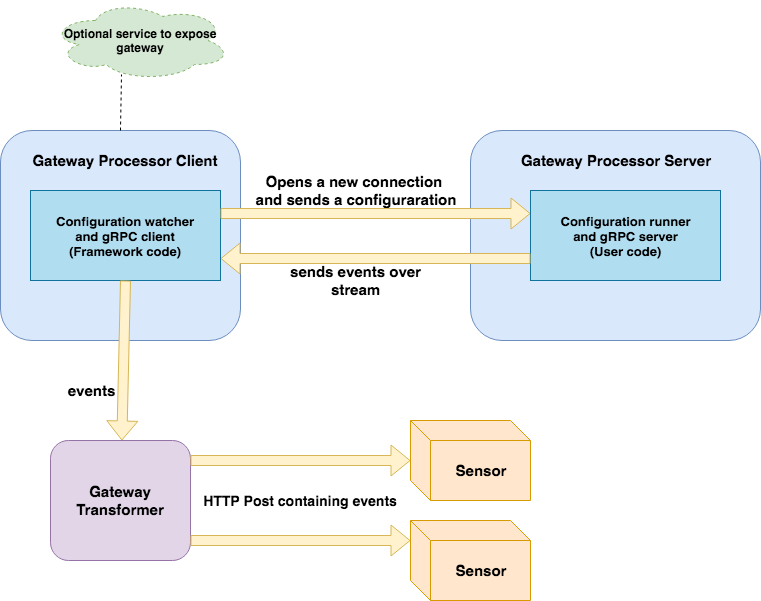 Optional service to expose
gateway
Gateway Processor Client
Gateway Processor Server
Opens a new connection
and sends a configuraration
Configuration watcher
and gRPC client
(Framework code)
Configuration runner
and gRPC server
(User code)
sends events over
stream
events
Gateway
Transformer
Sensor
HTTP Post containing events
Sensor